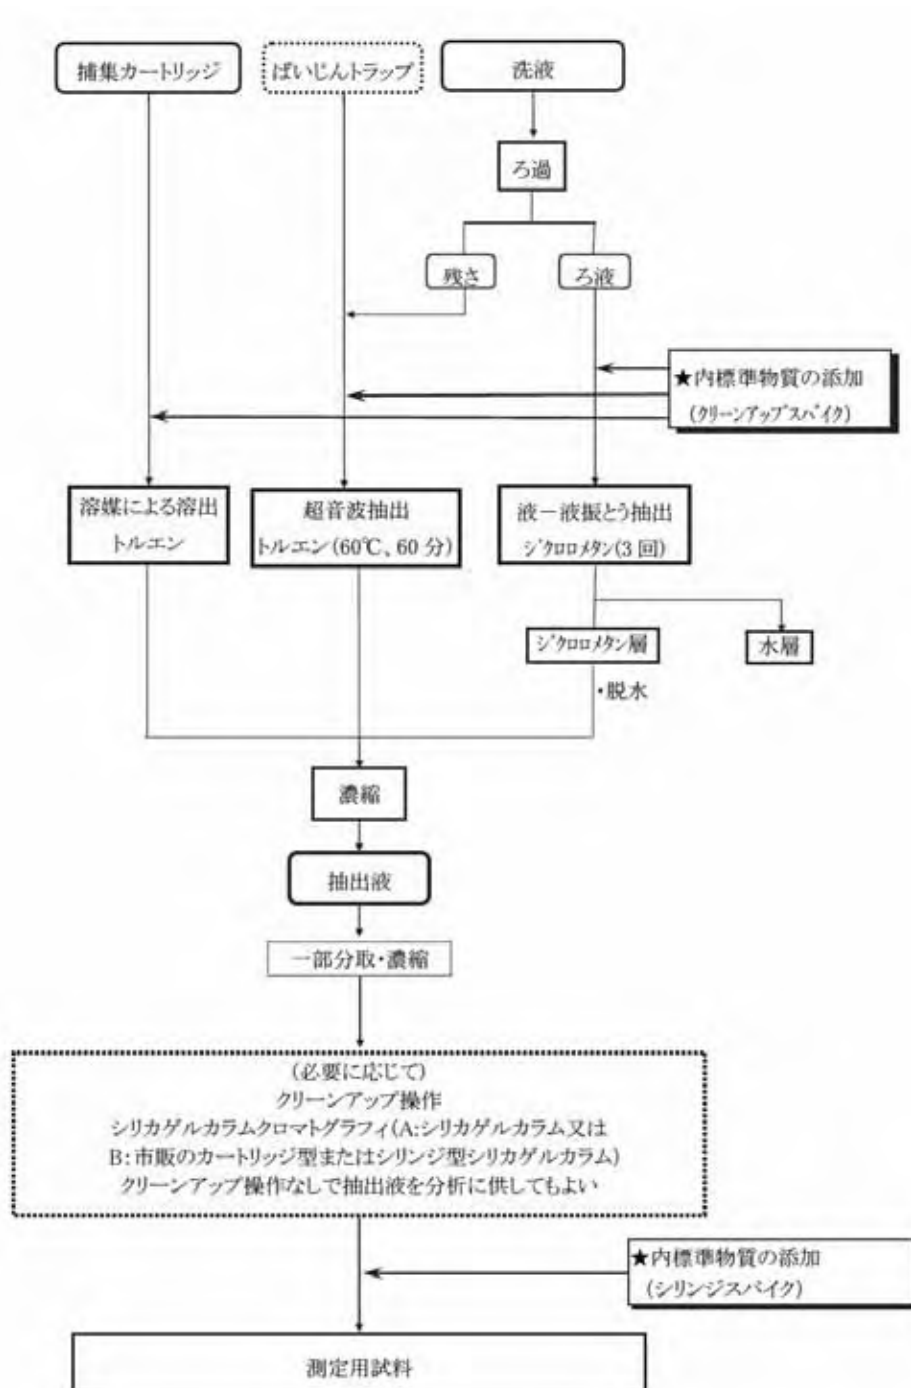 捕集カートリッジ
ばいじんトラップ
洗液
ろ過
残さ
ろ液
★内標準物質の添加
(クリーンアップスパイク)
溶媒による溶出
トルエン
超音波抽出
トルエン(60℃、60分)
液－液振とう抽出
ジクロロメタン(3回)
ジクロロメタン層
水層
・脱水
濃縮
抽出液
一部分取・濃縮
(必要に応じて)
クリーンアップ操作
シリカゲルカラムクロマトグラフィ(A:シリカゲルカラム又は
B:市販のカートリッジ型またはシリンジ型シリカゲルカラム)
クリーンアップ操作なしで抽出液を分析に供してもよい
★内標準物質の添加
(シリンジスパイク)
測定用試料